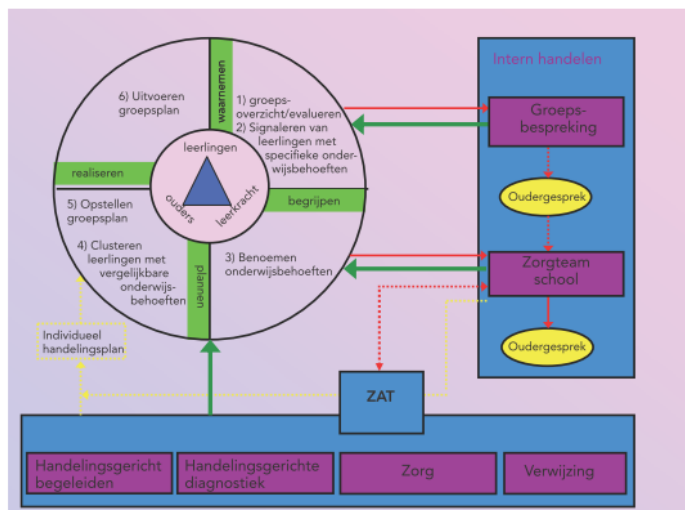 waarnemen
6) Uitvoeren
groepsplan
1) groeps-
overzicht/evalueren
2) Signaleren van
leerlingen met
specifieke onder-
wijsbehoeften
realiseren
leerlingen
ouders
leerkracht
begrijpen
5) Opstellen
groepsplan
4) Clusteren
leerlingen met
vergelijkbare
onderwijs-
behoeften
plannen
3) Benoemen
onderwijsbehoeften
Intern handelen
Groeps-
bespreking
Oudergesprek
Zorgteam
school
Oudergesprek
Individueel
handelingsplan
ZAT
Handelingsgericht
begeleiden
Handelingsgerichte
diagnostiek
Zorg
Verwijzing